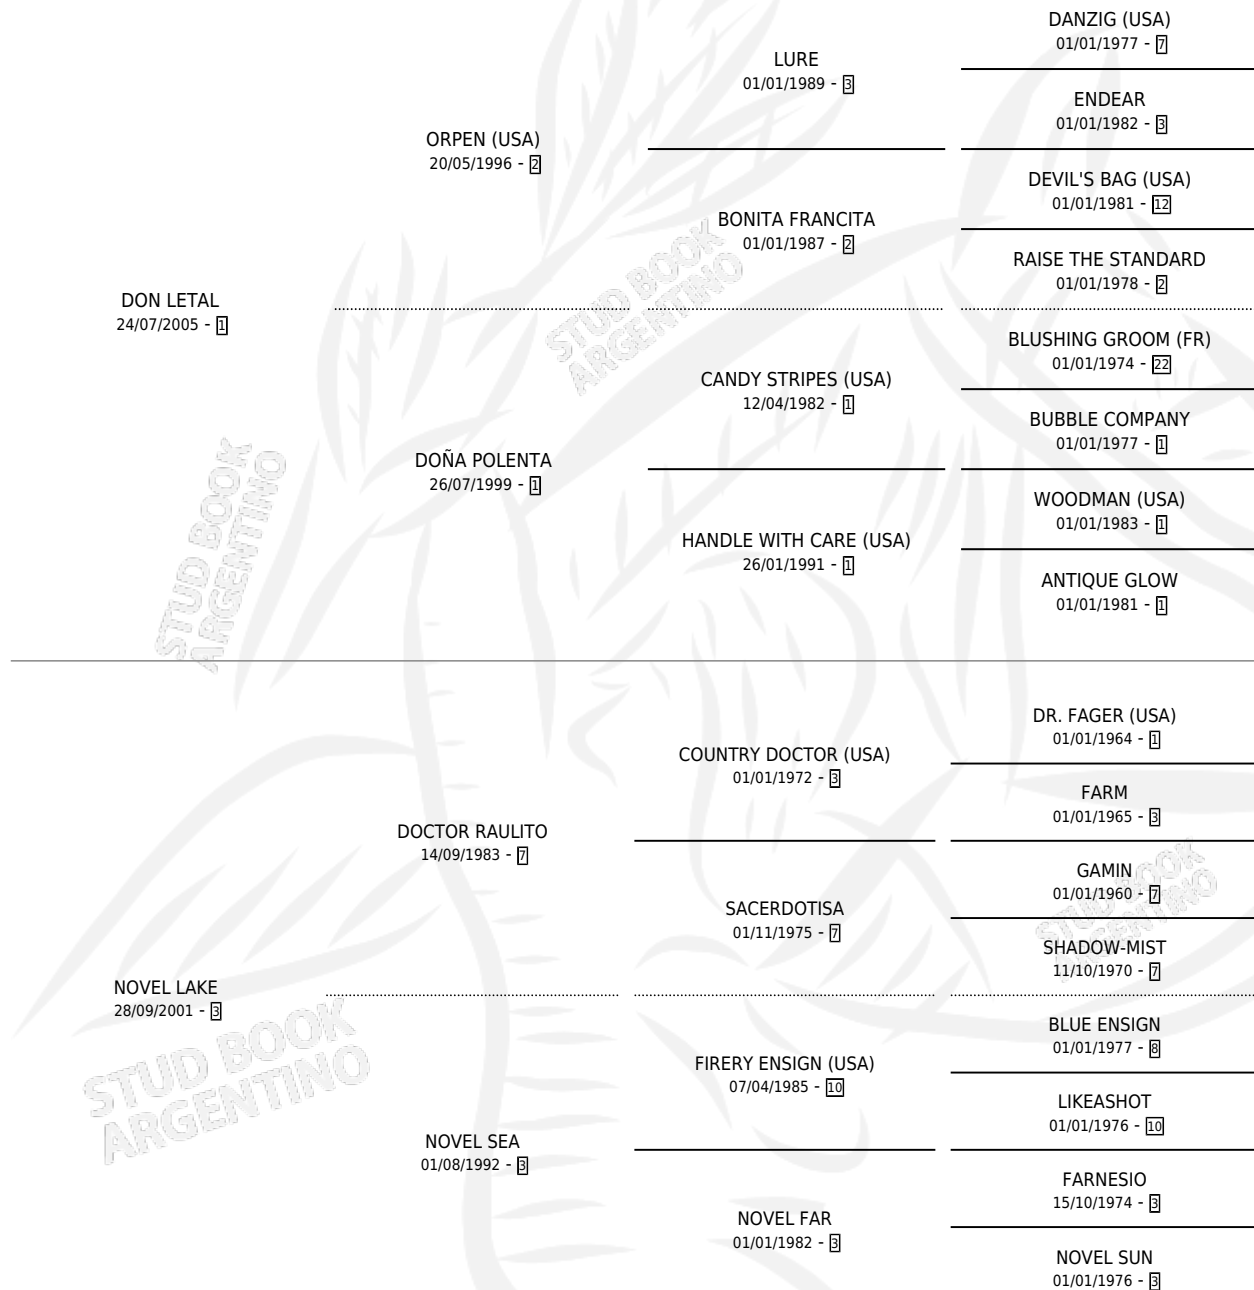 DANZIG (USA)
01/01/1977 - 7
LURE
01/01/1989 - 3
ENDEAR
01/01/1982 - 3
ORPEN (USA)
20/05/1996 - 2
DEVIL'S BAG (USA)
01/01/1981 - 12
BONITA FRANCITA
01/01/1987 - 2
RAISE THE STANDARD
01/01/1978 - 2
DON LETAL
24/07/2005 - 1
STUD BOOK
ARGENTINO
BLUSHING GROOM (FR)
01/01/1974 - 22
CANDY STRIPES (USA)
12/04/1982 - 1
BUBBLE COMPANY
01/01/1977 - 1
DOÑA POLENTA
26/07/1999 - 1
WOODMAN (USA)
01/01/1983 - 1
HANDLE WITH CARE (USA)
26/01/1991 - 1
ANTIQUE GLOW
01/01/1981 - 1
STUD BOOK
ARGENTINO
DR. FAGER (USA)
01/01/1964 - 1
COUNTRY DOCTOR (USA)
01/01/1972 - 3
FARM
01/01/1965 - 3
DOCTOR RAULITO
14/09/1983 - 7
GAMIN
01/01/1960 - 7
SACERDOTISA
01/11/1975 - 7
STUD BOOK
ARGENTINO
SHADOW-MIST
11/10/1970 - 7
NOVEL LAKE
28/09/2001 - 3
STUD BOOK
ARGENTINO
BLUE ENSIGN
01/01/1977 - 8
FIRERY ENSIGN (USA)
07/04/1985 - 10
LIKEASHOT
01/01/1976 - 10
NOVEL SEA
01/08/1992 - 3
FARNESIO
15/10/1974 - 3
NOVEL FAR
01/01/1982 - 3
NOVEL SUN
01/01/1976 - 3